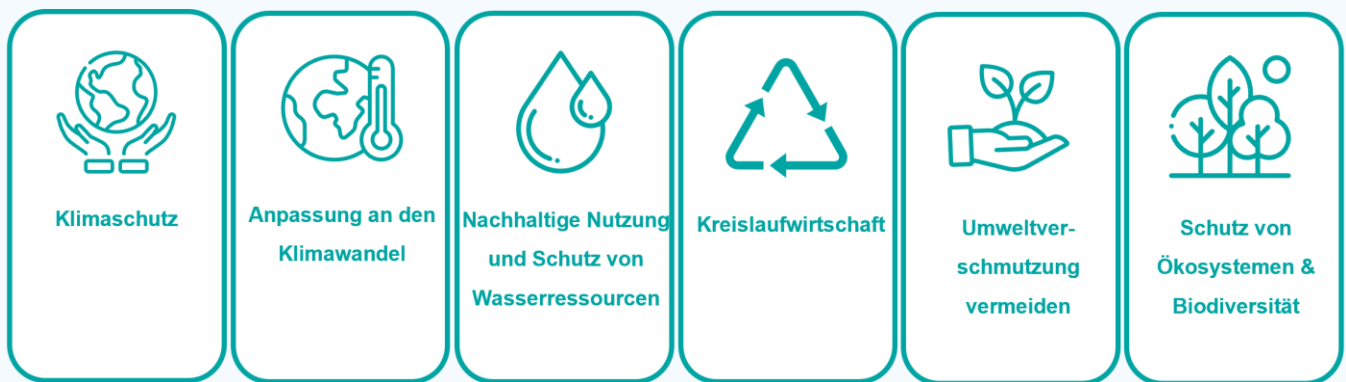 Klimaschutz
Anpassung an den
Klimawandel
Nachhaltige Nutzung
und Schutz von
Wasserressourcen
Kreislaufwirtschaft
Umweltver-
schmutzung
vermeiden
Schutz von
Ökosystemen &
Biodiversität